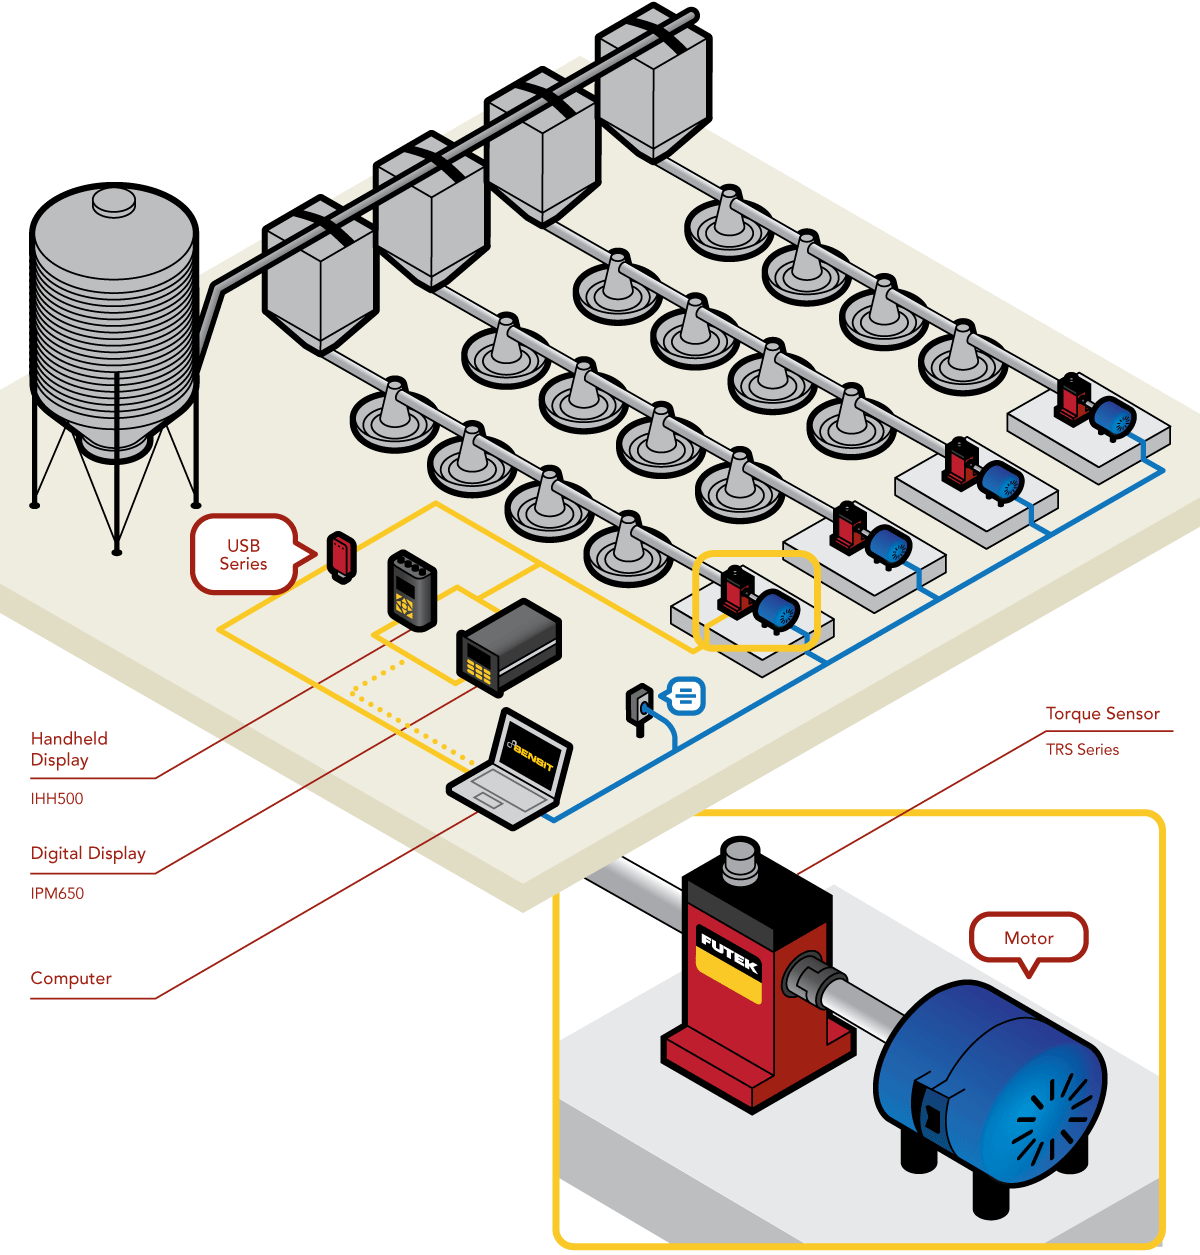 USB
Series
SENSIT
Handheld
Display
IHH500
Digital Display
IPM650
Computer
Torque Sensor
TRS Series
FUTEK
Motor